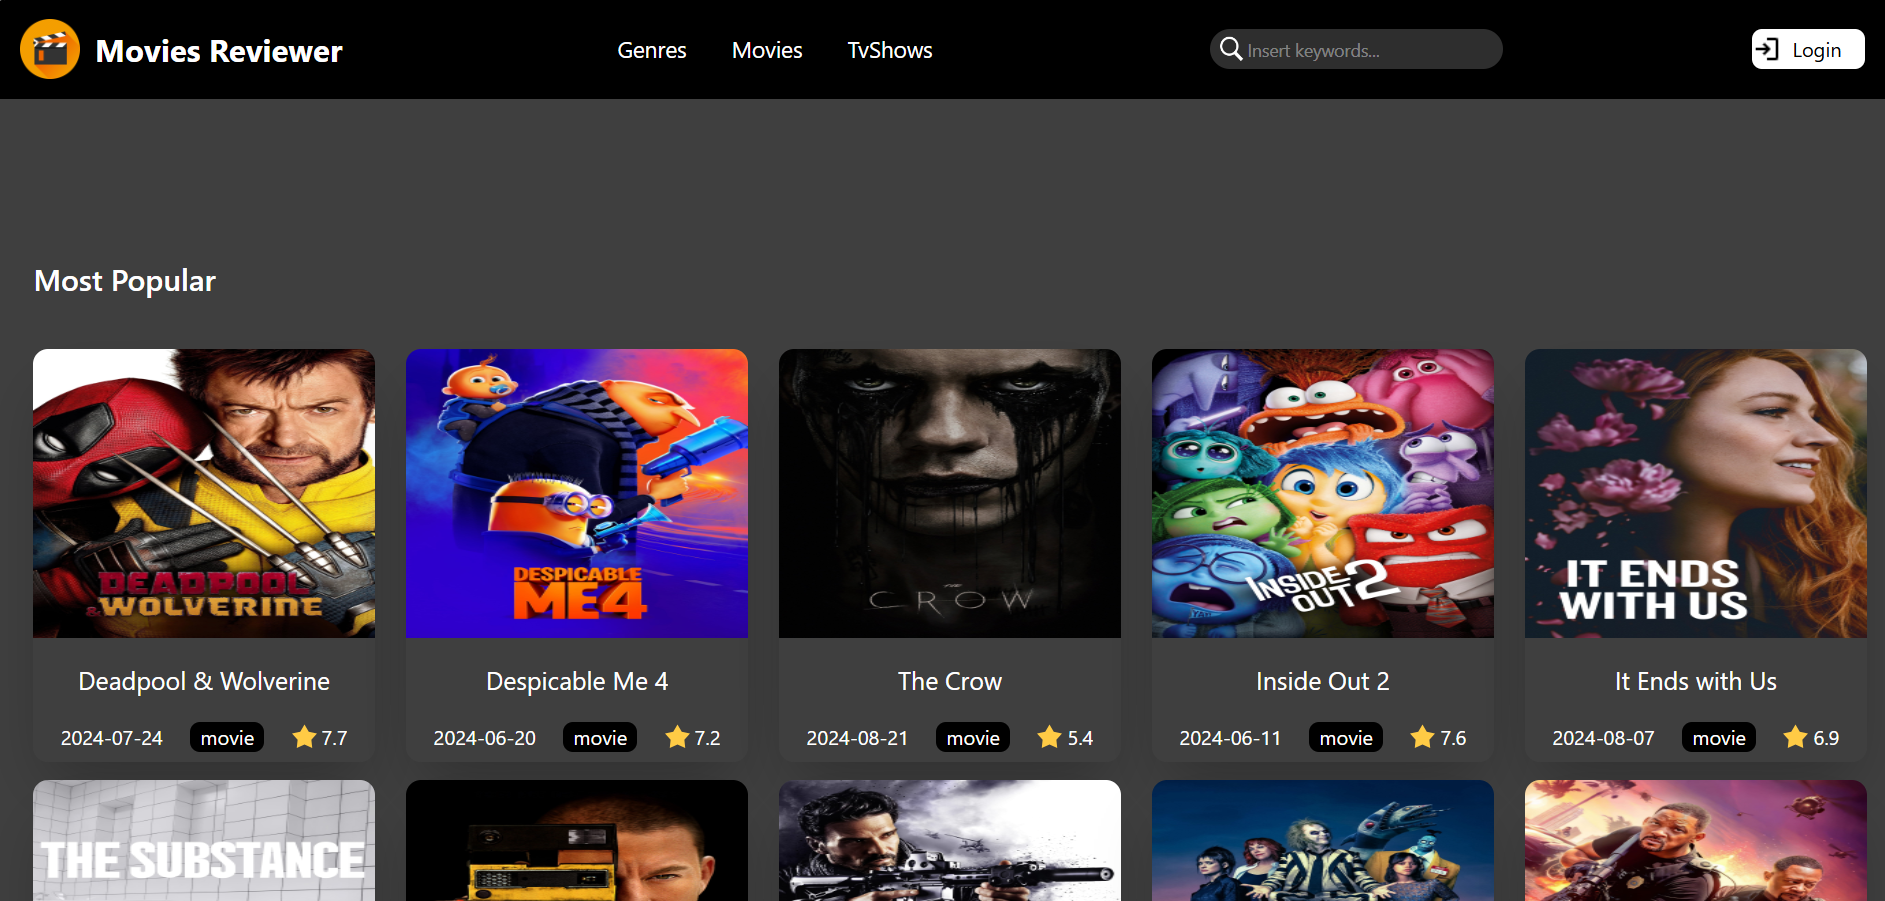 Movies Reviewer
Genres
Movies
TvShows
Insert keywords...
Login
Most Popular
DEADPOOL
& WOLVERINE
DESPICABLE
ME 4
CROW
INSIDE
OUT 2
IT ENDS
WITH US
Deadpool & Wolverine
Despicable Me 4
The Crow
Inside Out 2
It Ends with Us
2024-07-24 movie 7.7
2024-06-20 movie 7.2
2024-08-21 movie 5.4
2024-06-11 movie 7.6
2024-08-07 movie 6.9
THE SUBSTANCE